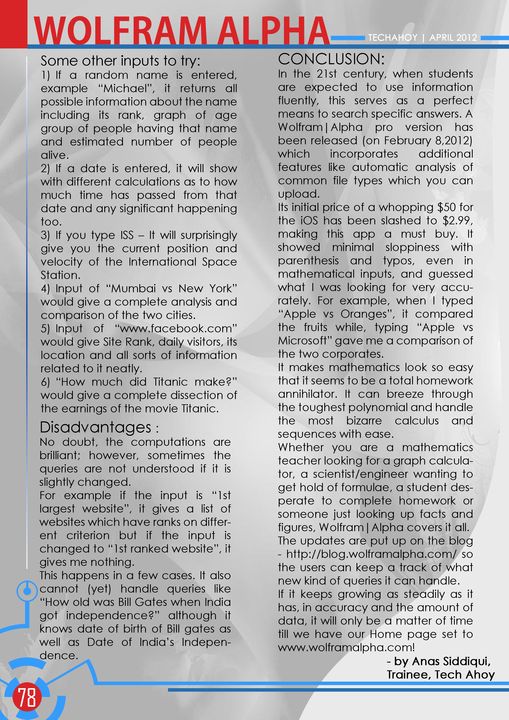 WOLFRAM ALPHA
TECHAHOY | APRIL 2012
Some other inputs to try:
1) If a random name is entered,
example “Michael”, it returns all
possible information about the name
including its rank, graph of age
group of people having that name
and estimated number of people
alive.
2) If a date is entered, it will show
with different calculations as to how
much time has passed from that
date and any significant happening
too.
3) If you type ISS – It will surprisingly
give you the current position and
velocity of the International Space
Station.
4) Input of “Mumbai vs New York”
would give a complete analysis and
comparison of the two cities.
5) Input of “www.facebook.com”
would give Site Rank, daily visitors, its
location and all sorts of information
related to it neatly.
6) “How much did Titanic make?”
would give a complete dissection of
the earnings of the movie Titanic.
Disadvantages :
No doubt, the computations are
brilliant; however, sometimes the
queries are not understood if it is
slightly changed.
For example if the input is “1st
largest website”, it gives a list of
websites which have ranks on differ-
ent criterion but if the input is
changed to “1st ranked website”, it
gives me nothing.
This happens in a few cases. It also
cannot (yet) handle queries like
“How old was Bill Gates when India
got independence?” although it
knows date of birth of Bill gates as
well as Date of India’s Indepen-
dence.
CONCLUSION:
In the 21st century, when students
are expected to use information
fluently, this serves as a perfect
means to search specific answers. A
Wolfram|Alpha pro version has
been released (on February 8,2012)
which incorporates additional
features like automatic analysis of
common file types which you can
upload.
Its initial price of a whopping $50 for
the iOS has been slashed to $2.99,
making this app a must buy. It
showed minimal sloppiness with
parenthesis and typos, even in
mathematical inputs, and guessed
what I was looking for very accu-
rately. For example, when I typed
“Apple vs Oranges”, it compared
the fruits while, typing “Apple vs
Microsoft” gave me a comparison of
the two corporates.
It makes mathematics look so easy
that it seems to be a total homework
annihilator. It can breeze through
the toughest polynomial and handle
the most bizarre calculus and
sequences with ease.
Whether you are a mathematics
teacher looking for a graph calcula-
tor, a scientist/engineer wanting to
get hold of formulae, a student des-
perate to complete homework or
someone just looking up facts and
figures, Wolfram|Alpha covers it all.
The updates are put up on the blog
- http://blog.wolframalpha.com/ so
the users can keep a track of what
new kind of queries it can handle.
If it keeps growing as steadily as it
has, in accuracy and the amount of
data, it will only be a matter of time
till we have our Home page set to
www.wolframalpha.com!
- by Anas Siddiqui,
Trainee, Tech Ahoy
78